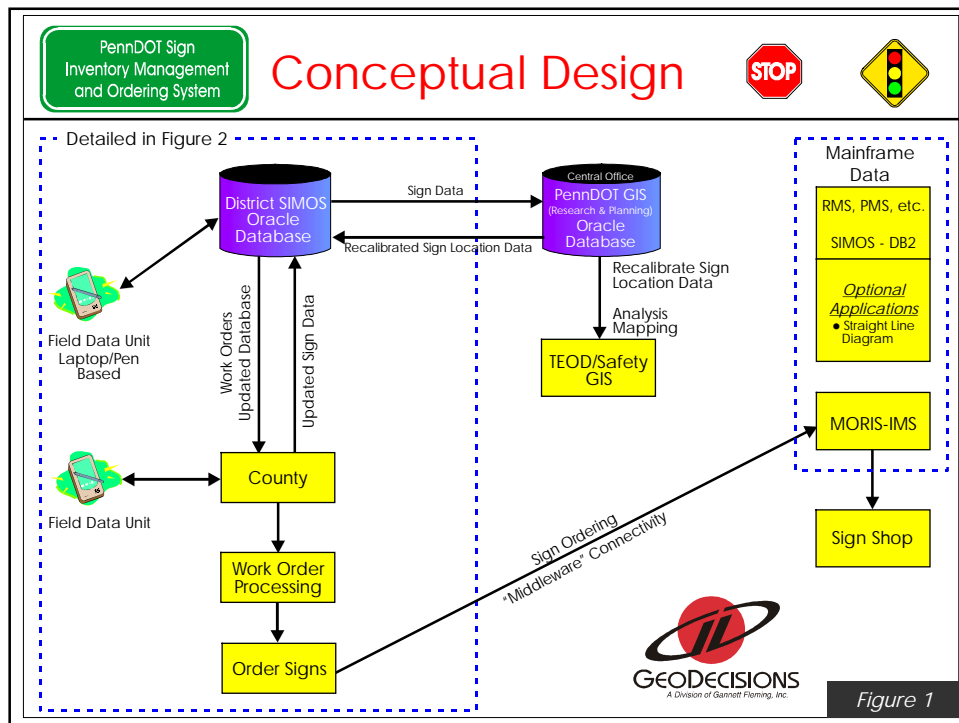 PennDOT Sign
Inventory Management
and Ordering System
Conceptual Design
STOP
Detailed in Figure 2
District SIMOS
Oracle
Database
Sign Data
Recalibrated Sign Location Data
Central Office
PennDOT GIS
(Research & Planning)
Oracle
Database
Mainframe
Data
RMS, PMS, etc.
SIMOS - DB2
Optional
Applications
● Straight Line
Diagram
Field Data Unit
Laptop/Pen
Based
Work Orders
Updated Database
Updated Sign Data
Recalibrate Sign
Location Data
Analysis
Mapping
TEOD/Safety
GIS
MORIS-IMS
County
Field Data Unit
Sign Shop
Work Order
Processing
Sign Ordering
"Middleware" Connectivity
Order Signs
GEODECISIONS
A Division of Gannett Fleming, Inc.
Figure 1